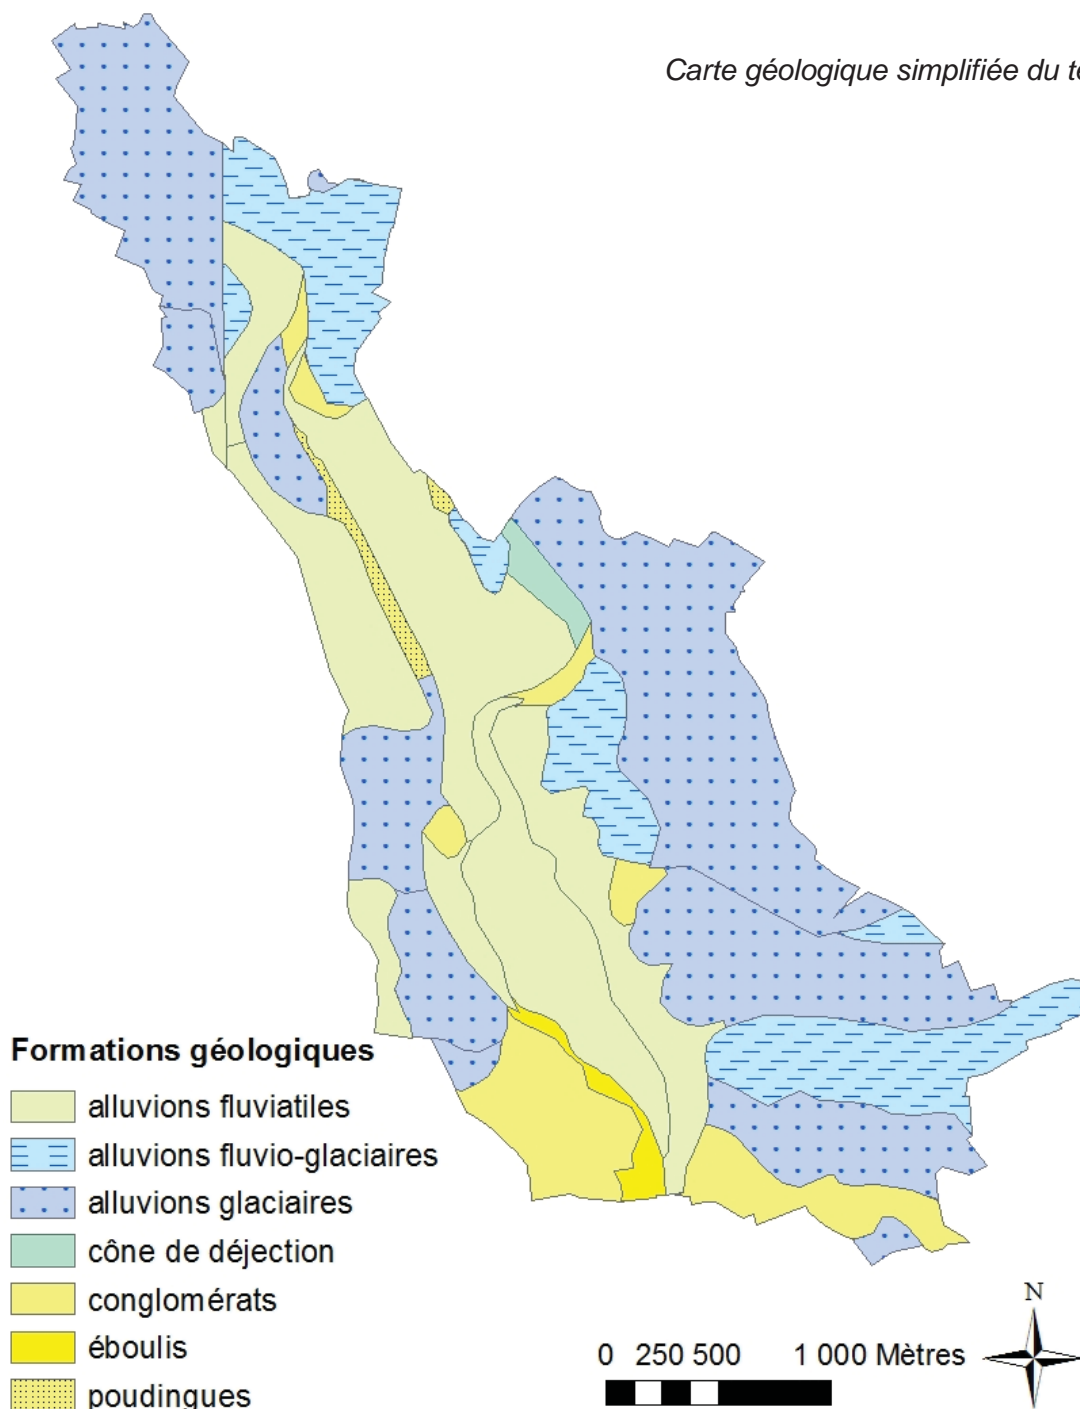 Carte géologique simplifiée du
Formations géologiques
alluvions fluviatiles
alluvions fluvio-glaciaires
alluvions glaciaires
cône de déjection
conglomérats
éboulis
poudingues
N
0 250 500 1 000 Mètres